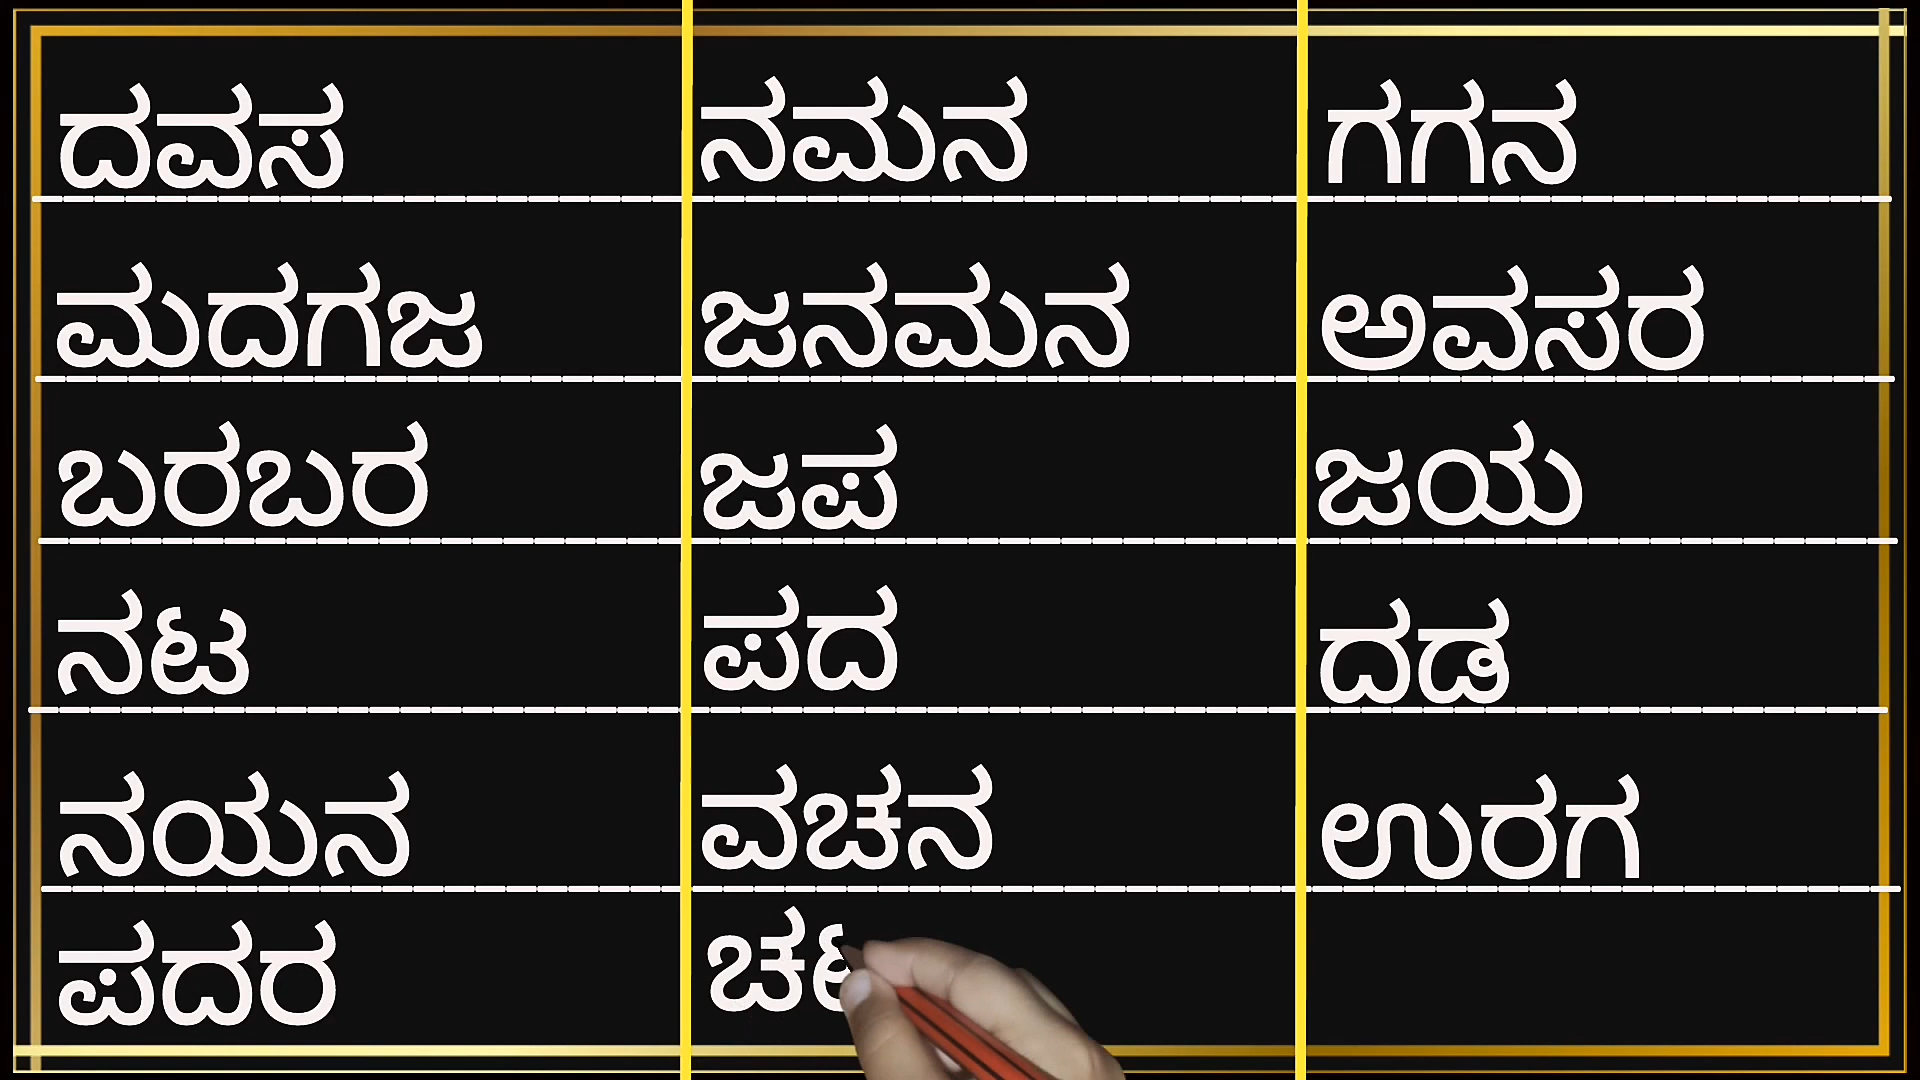 ದವಸ ನಮನ ಗಗನ
ಮದಗಜ ಜನಮನ ಅವಸರ
ಬರಬರ ಜಪ ಜಯ
ನಟ ಪದ ದಡ
ನಯನ ವಚನ ಉರಗ
ಪದರ